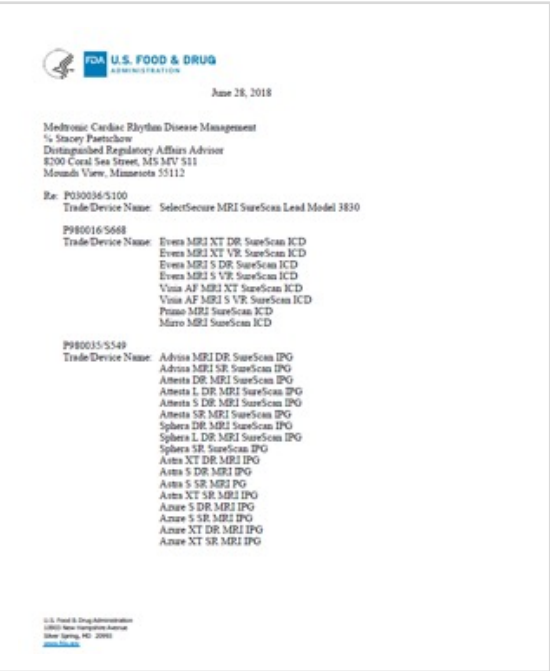 FDA U.S. FOOD & DRUG
ADMINISTRATION
June 28, 2018
Medtronic Cardiac Rhythm Disease Management
% Stacey Paetschow
Distinguished Regulatory Affairs Advisor
8200 Coral Sea Street, MS MV S11
Mounds View, Minnesota 55112
Re: P030036/S100
Trade/Device Name: SelectSecure MRI SureScan Lead Model 3830
P980016/S668
Trade/Device Name: Evera MRI XT DR SureScan ICD
Evera MRI XT VR SureScan ICD
Evera MRI S DR SureScan ICD
Evera MRI S VR SureScan ICD
Visia AF MRI XT SureScan ICD
Visia AF MRI S VR SureScan ICD
Primo MRI SureScan ICD
Mirro MRI SureScan ICD
P980035/S549
Trade/Device Name: Advisa MRI DR SureScan IPG
Advisa MRI SR SureScan IPG
Attesta DR MRI SureScan IPG
Attesta L DR MRI SureScan IPG
Attesta S DR MRI SureScan IPG
Attesta SR MRI SureScan IPG
Sphera DR MRI SureScan IPG
Sphera L DR MRI SureScan IPG
Sphera SR SureScan IPG
Astra XT DR MRI IPG
Astra S DR MRI IPG
Astra S SR MRI PG
Astra XT SR MRI IPG
Azure S DR MRI IPG
Azure S SR MRI IPG
Azure XT DR MRI IPG
Azure XT SR MRI IPG
U.S. Food & Drug Administration
10903 New Hampshire Avenue
Silver Spring, MD 20993
www.fda.gov